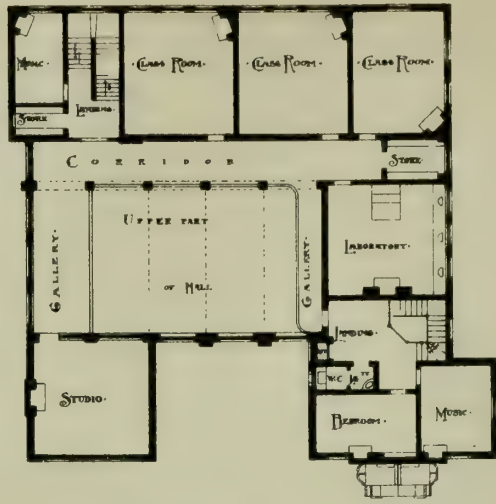 Music.
Class Room.
Class Room.
Class Room.
Store
Landing
Corridor
Store.
Upper part
of Hall
Gallery.
Gallery.
Laboratory.
Landing.
W.C.
Studio.
Bedroom.
Music.